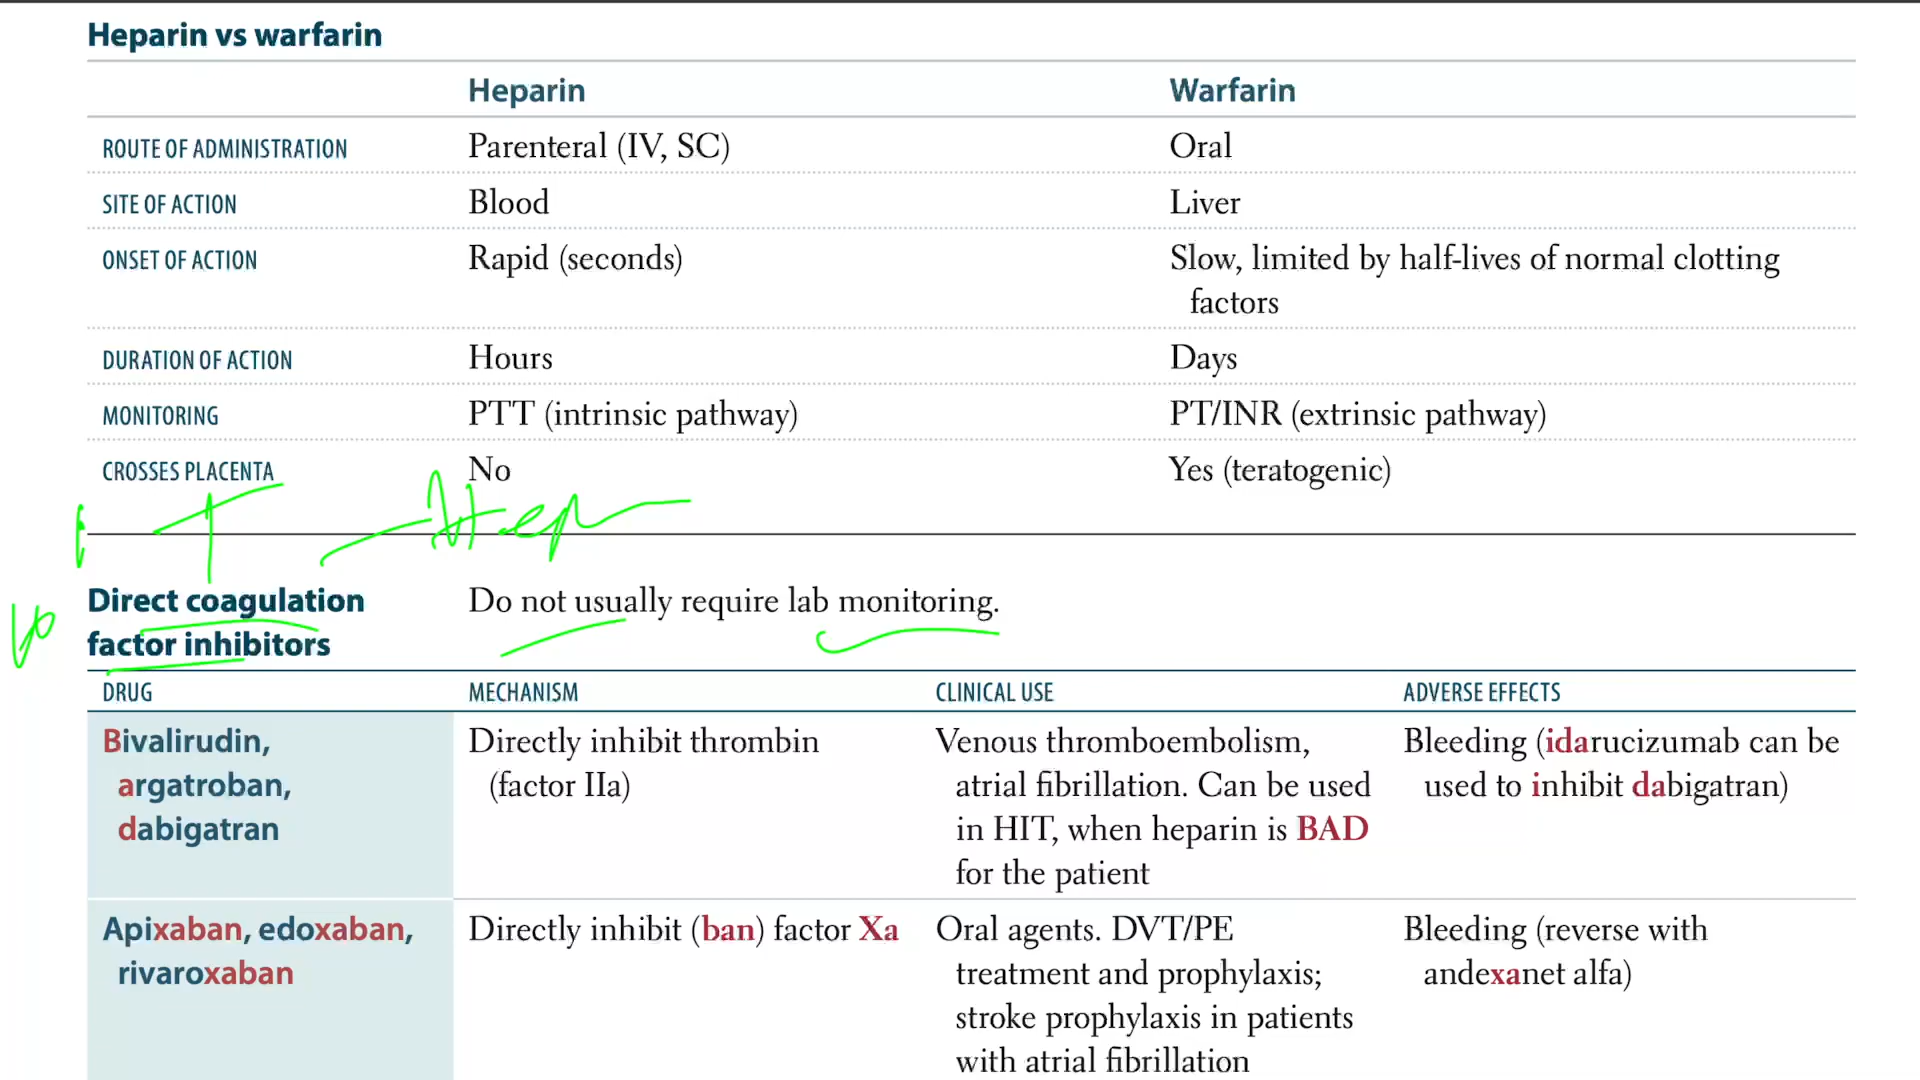 Heparin vs warfarin
Heparin Warfarin
ROUTE OF ADMINISTRATION Parenteral (IV, SC) Oral
SITE OF ACTION Blood Liver
ONSET OF ACTION Rapid (seconds) Slow, limited by half-lives of normal clotting
factors
DURATION OF ACTION Hours Days
MONITORING PTT (intrinsic pathway) PT/INR (extrinsic pathway)
CROSSES PLACENTA No Yes (teratogenic)
Hep
Direct coagulation Do not usually require lab monitoring.
factor inhibitors
DRUG MECHANISM CLINICAL USE ADVERSE EFFECTS
Bivalirudin, Directly inhibit thrombin Venous thromboembolism, Bleeding (idarucizumab can be
argatroban, (factor IIa) atrial fibrillation. Can be used used to inhibit dabigatran)
dabigatran in HIT, when heparin is BAD
for the patient
Apixaban, edoxaban, Directly inhibit (ban) factor Xa Oral agents. DVT/PE Bleeding (reverse with
rivaroxaban treatment and prophylaxis; andexanet alfa)
stroke prophylaxis in patients
with atrial fibrillation